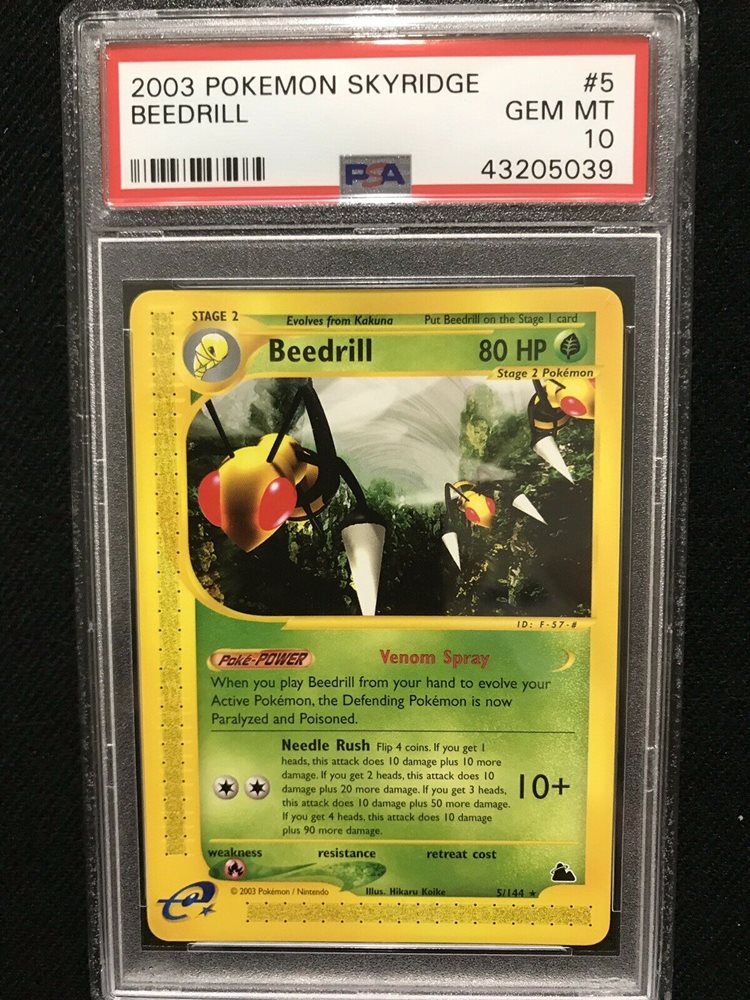 2003 POKEMON SKYRIDGE #5
BEEDRILL GEM MT
10
PSA 43205039
STAGE 2 Evolves from Kakuna Put Beedrill on the Stage 1 card
Beedrill 80 HP
Stage 2 Pokémon
ID: F-57-#
Poké-POWER Venom Spray
When you play Beedrill from your hand to evolve your
Active Pokémon, the Defending Pokémon is now
Paralyzed and Poisoned.
Needle Rush Flip 4 coins. If you get 1
heads, this attack does 10 damage plus 10 more
damage. If you get 2 heads, this attack does 10
damage plus 20 more damage. If you get 3 heads, 10+
this attack does 10 damage plus 50 more damage.
If you get 4 heads, this attack does 10 damage
plus 90 more damage.
weakness resistance retreat cost
© 2003 Pokémon / Nintendo Illus. Hikaru Koike 5/144 ★
e